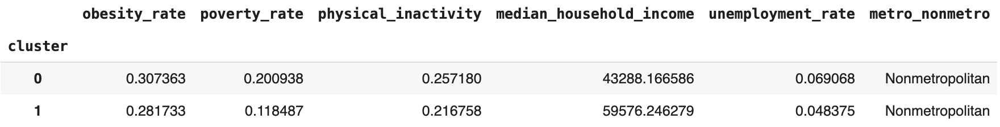 obesity_rate poverty_rate physical_inactivity median_household_income unemployment_rate metro_nonmetro
cluster
0 0.307363 0.200938 0.257180 43288.166586 0.069068 Nonmetropolitan
1 0.281733 0.118487 0.216758 59576.246279 0.048375 Nonmetropolitan